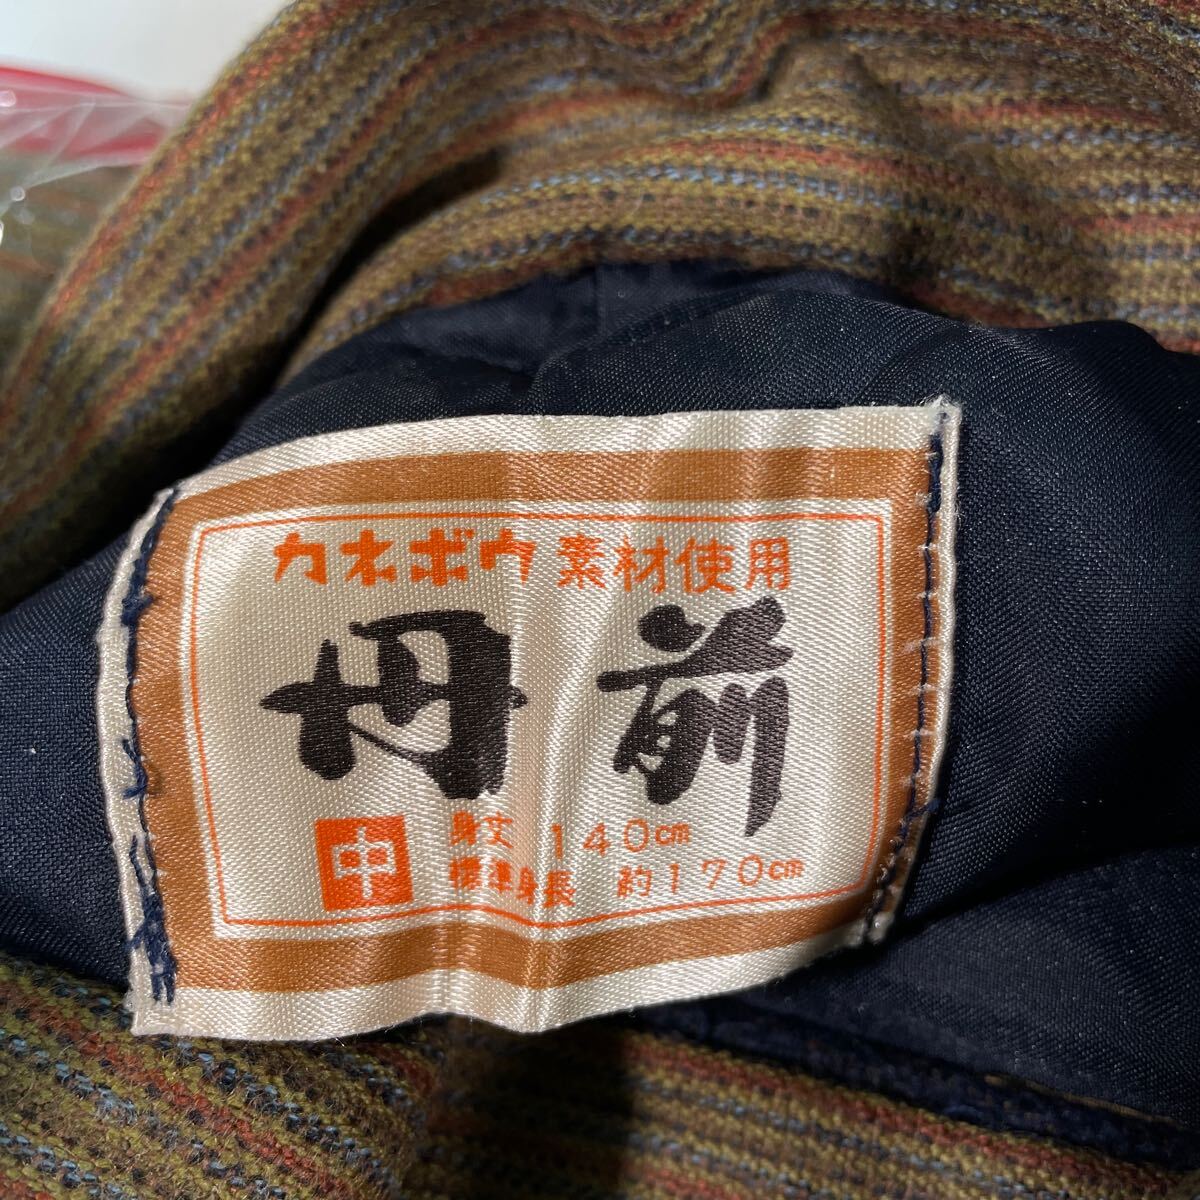 カネボウ素材使用
丹前
中
身丈 140cm
標準身長 約170cm